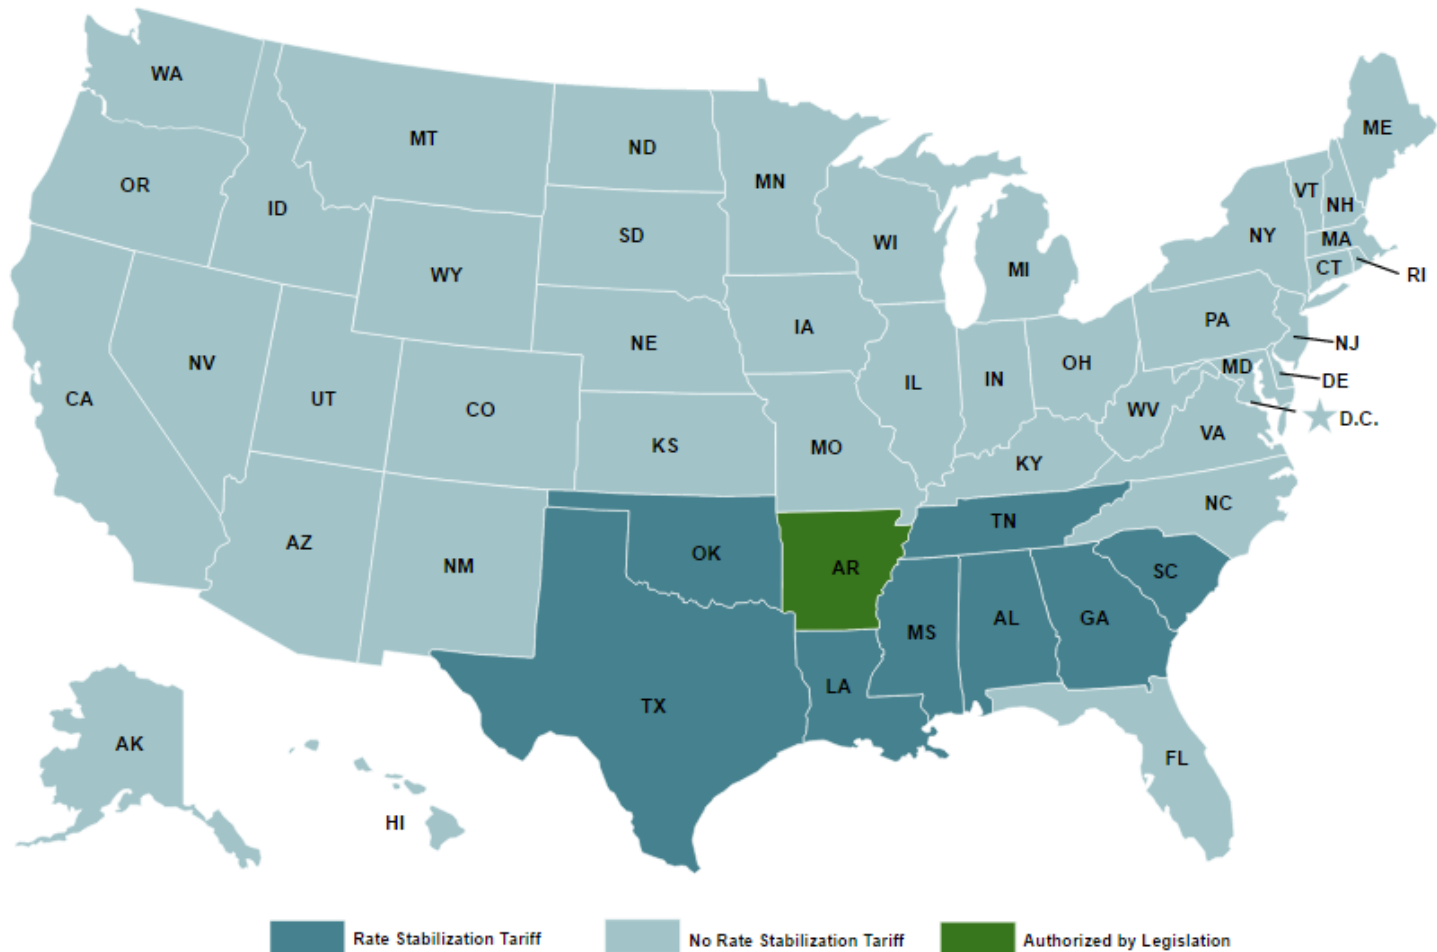 WA
MT
ND
MN
ME
OR
ID
SD
WI
VT
NH
NY
MA
CT
RI
WY
MI
IA
PA
NE
NJ
NV
OH
MD
IN
IL
DE
CA
UT
CO
WV
D.C.
VA
KS
MO
KY
NC
TN
AZ
OK
NM
AR
SC
MS
AL
GA
LA
TX
AK
FL
HI
Rate Stabilization Tariff
No Rate Stabilization Tariff
Authorized by Legislation